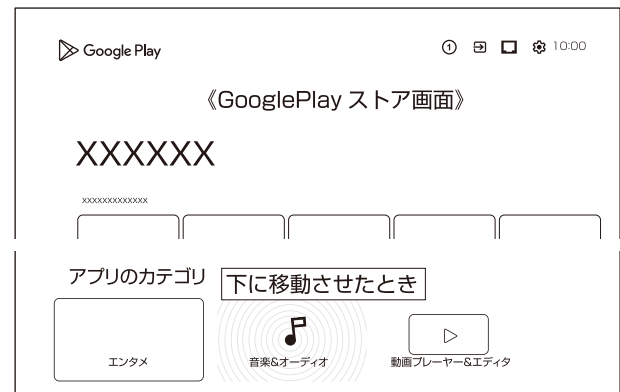 Google Play
1
10:00
《GooglePlay ストア画面》
XXXXXX
xxxxxxxxxxxxx
アプリのカテゴリ
下に移動させたとき
エンタメ
音楽&オーディオ
動画プレーヤー&エディタ